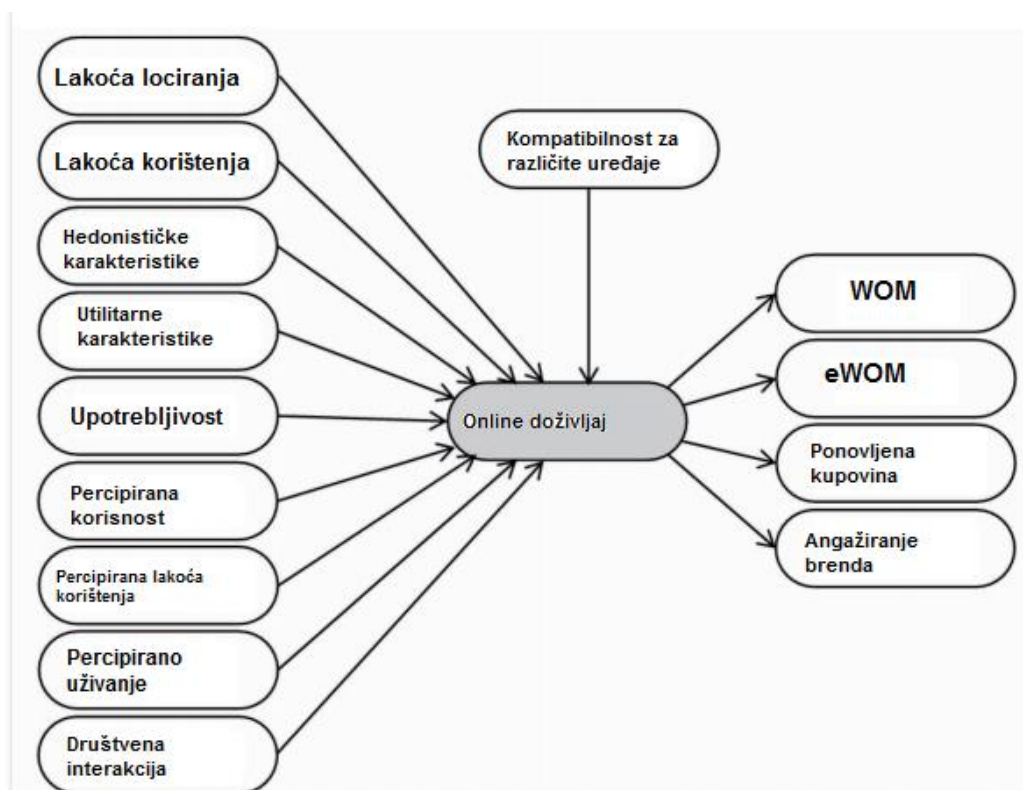 Lakoća lociranja
Lakoća korištenja
Hedonističke
karakteristike
Utilitarne
karakteristike
Upotrebljivost
Percipirana
korisnost
Percipirana lakoća
korištenja
Percipirano
uživanje
Društvena
interakcija
Kompatibilnost za
različite uređaje
Online doživljaj
WOM
eWOM
Ponovljena
kupovina
Angažiranje
brenda